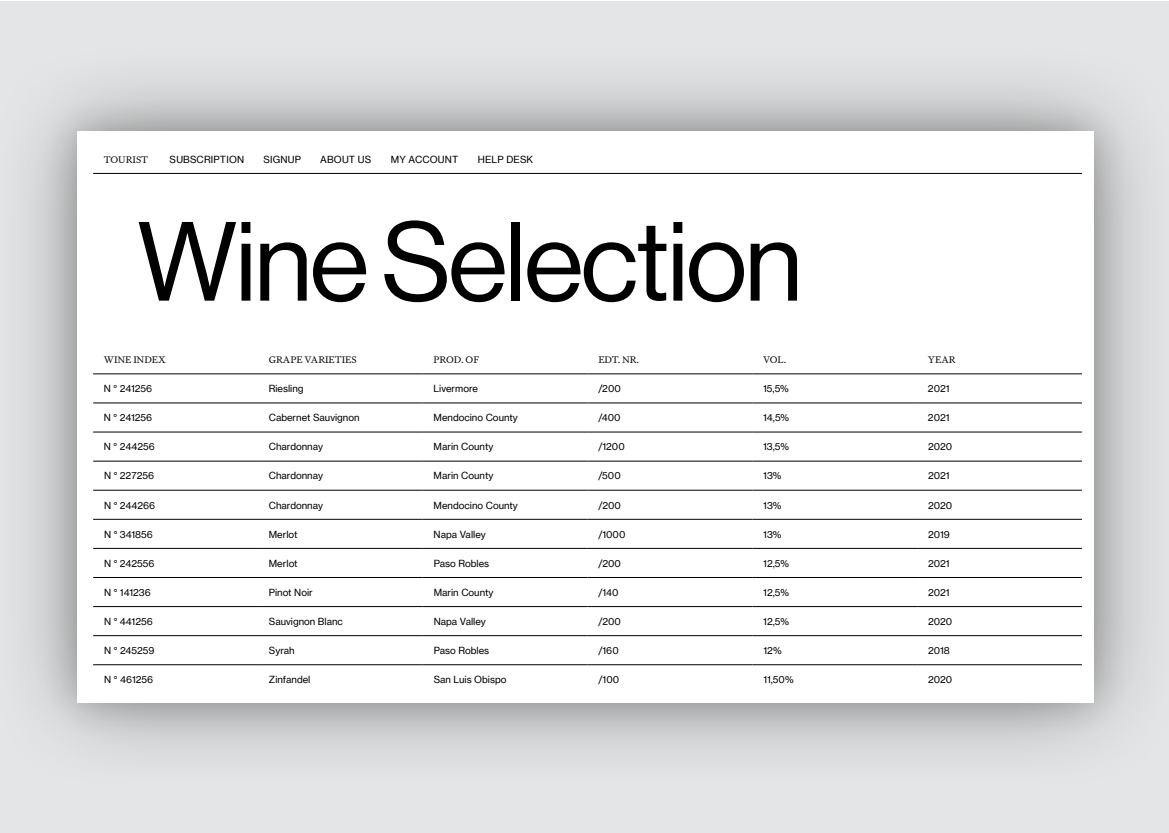 TOURIST SUBSCRIPTION SIGNUP ABOUT US MY ACCOUNT HELP DESK
Wine Selection
WINE INDEX GRAPE VARIETIES PROD. OF EDT. NR. VOL. YEAR
N ° 241256 Riesling Livermore /200 15,5% 2021
N ° 241256 Cabernet Sauvignon Mendocino County /400 14,5% 2021
N ° 244256 Chardonnay Marin County /1200 13,5% 2020
N ° 227256 Chardonnay Marin County /500 13% 2021
N ° 244266 Chardonnay Mendocino County /200 13% 2020
N ° 341856 Merlot Napa Valley /1000 13% 2019
N ° 242556 Merlot Paso Robles /200 12,5% 2021
N ° 141236 Pinot Noir Marin County /140 12,5% 2021
N ° 441256 Sauvignon Blanc Napa Valley /200 12,5% 2020
N ° 245259 Syrah Paso Robles /160 12% 2018
N ° 461256 Zinfandel San Luis Obispo /100 11,50% 2020